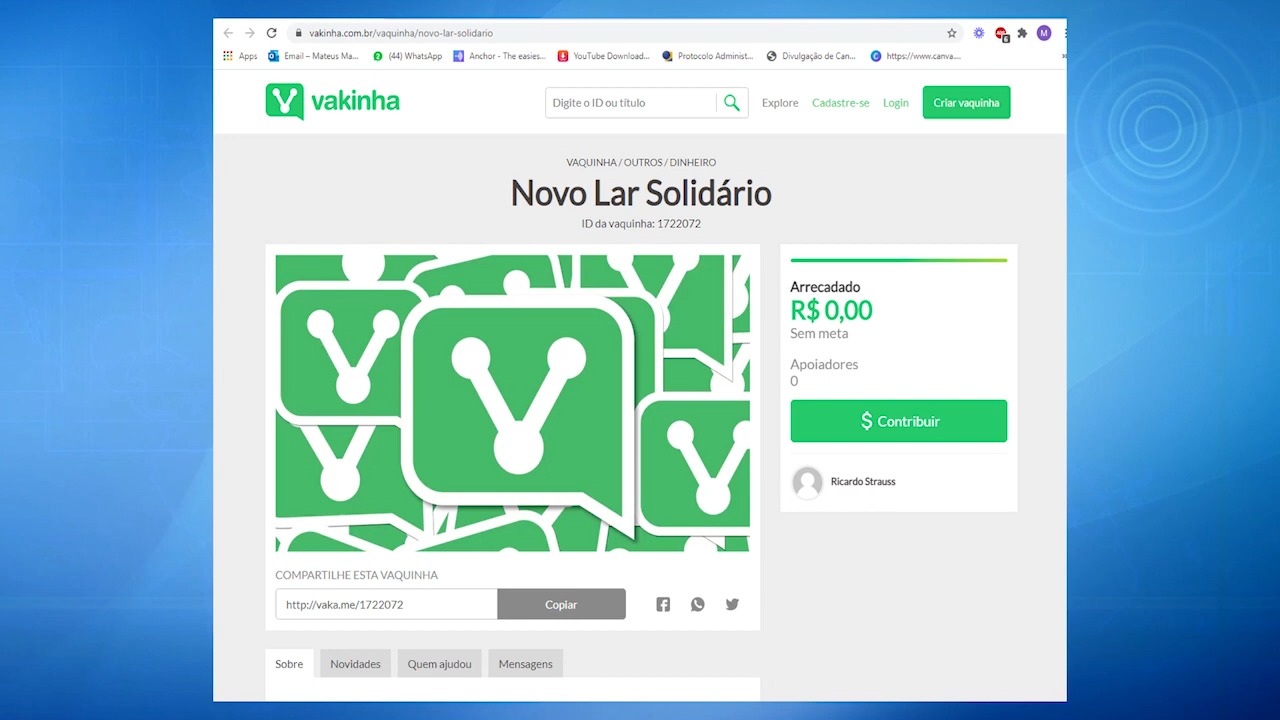 vakinha.com.br/vaquinha/novo-lar-solidario
M
Apps
Email – Mateus Ma...
(44) WhatsApp
Anchor - The easies...
YouTube Download...
Protocolo Administ...
Divulgação de Can...
https://www.canva....
vakinha
Digite o ID ou título
Explore
Cadastre-se
Login
Criar vaquinha
VAQUINHA / OUTROS / DINHEIRO
Novo Lar Solidário
ID da vaquinha: 1722072
Arrecadado
R$ 0,00
Sem meta
Apoiadores
0
$ Contribuir
Ricardo Strauss
COMPARTILHE ESTA VAQUINHA
http://vaka.me/1722072
Copiar
Sobre
Novidades
Quem ajudou
Mensagens